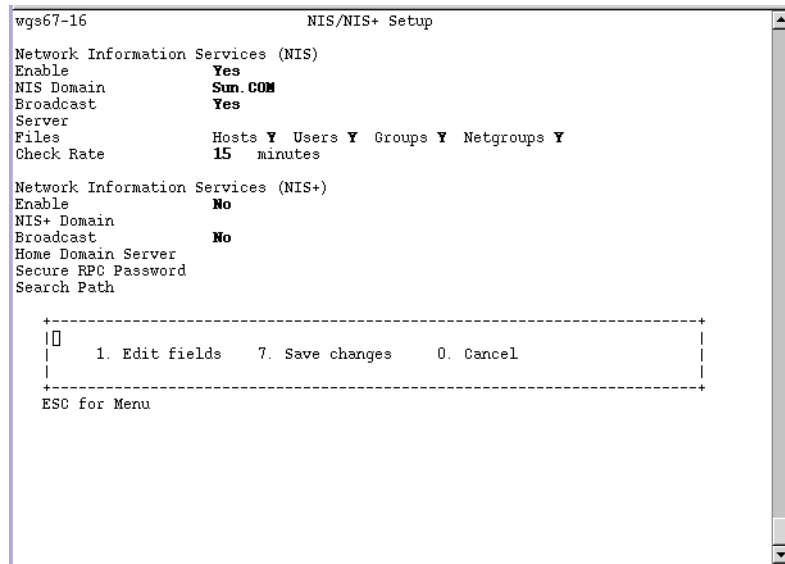 wgs67-16 NIS/NIS+ Setup
Network Information Services (NIS)
Enable Yes
NIS Domain Sun.COM
Broadcast Yes
Server
Files Hosts Y Users Y Groups Y Netgroups Y
Check Rate 15 minutes
Network Information Services (NIS+)
Enable No
NIS+ Domain
Broadcast No
Home Domain Server
Secure RPC Password
Search Path
1. Edit fields 7. Save changes 0. Cancel
ESC for Menu